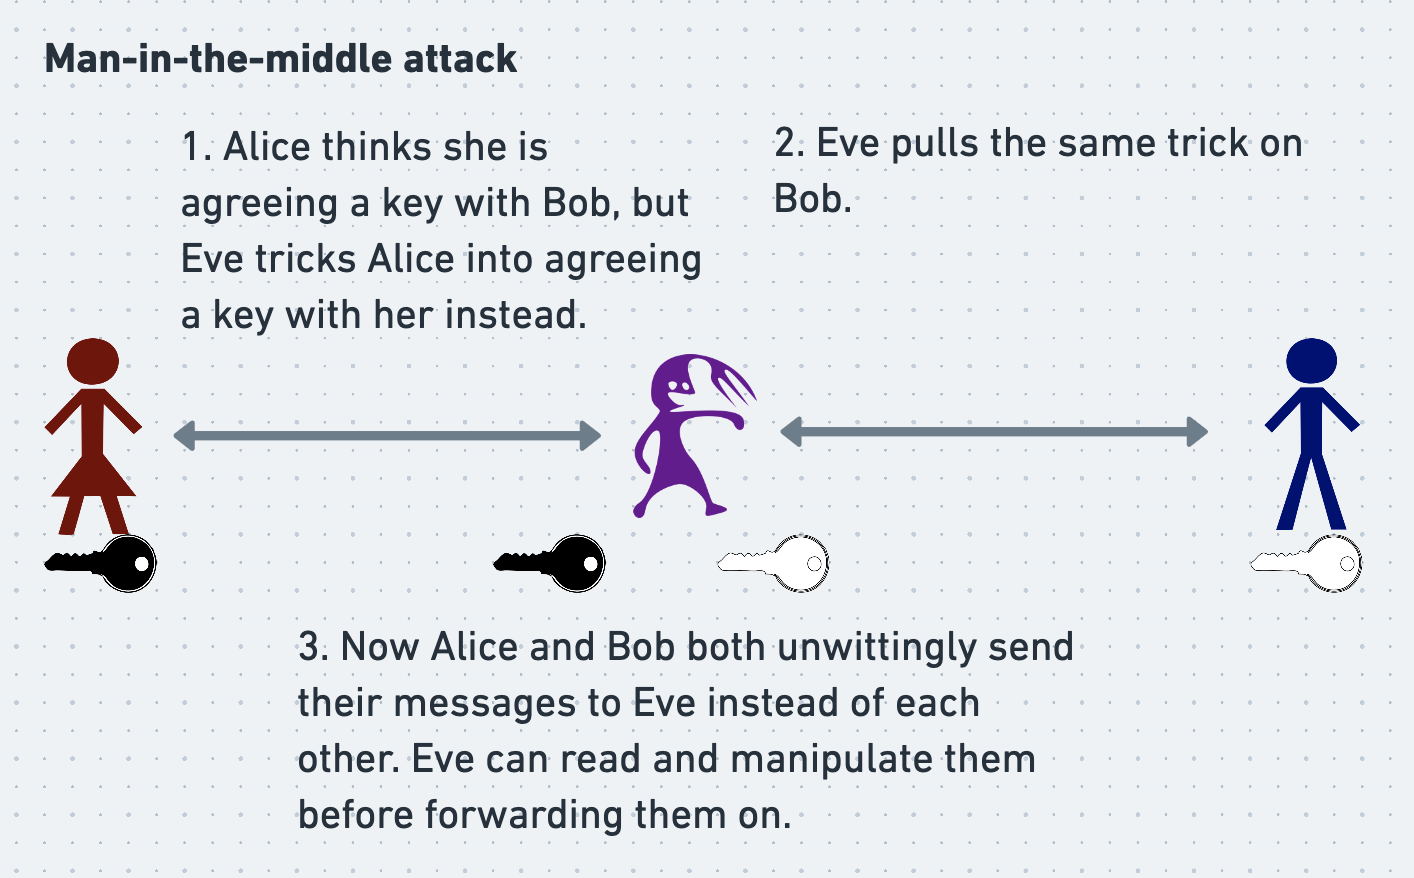 Man-in-the-middle attack
1. Alice thinks she is
agreeing a key with Bob, but
Eve tricks Alice into agreeing
a key with her instead.
2. Eve pulls the same trick on
Bob.
3. Now Alice and Bob both unwittingly send
their messages to Eve instead of each
other. Eve can read and manipulate them
before forwarding them on.